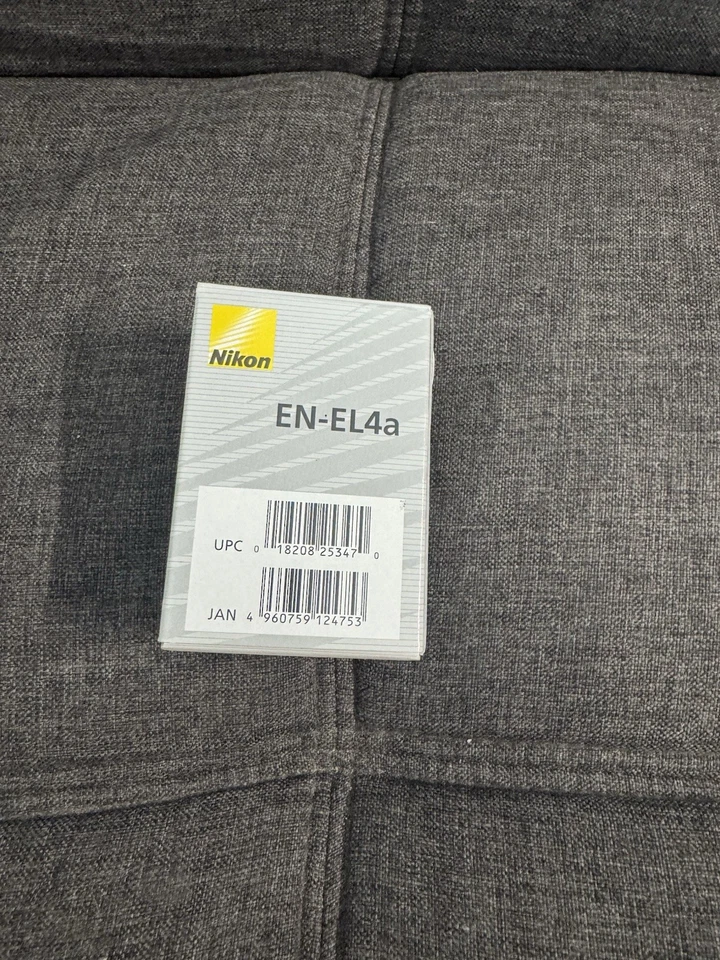 Nikon
EN-EL4a
UPC 0 18208 25347 0
JAN 4 960759 124753